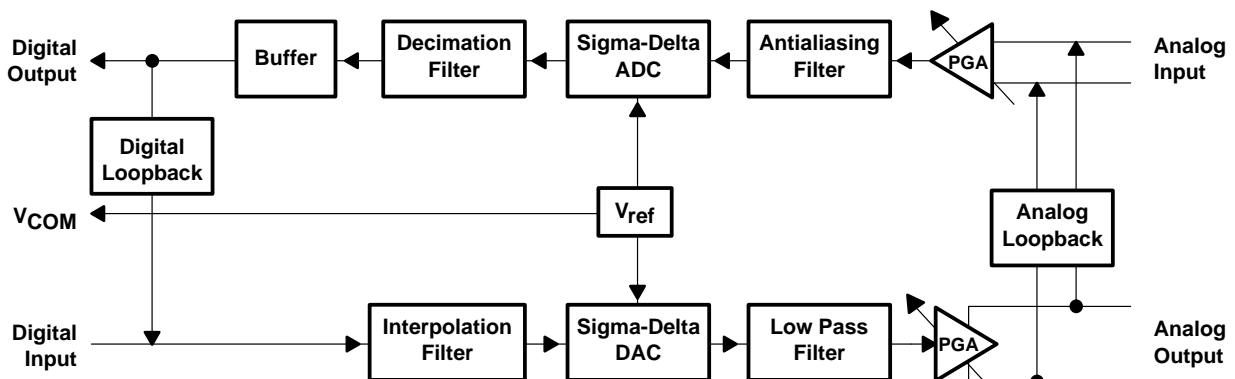 Digital
Output
Buffer
Decimation
Filter
Sigma-Delta
ADC
Antialiasing
Filter
PGA
Analog
Input
Digital
Loopback
VCOM
Vref
Analog
Loopback
Digital
Input
Interpolation
Filter
Sigma-Delta
DAC
Low Pass
Filter
PGA
Analog
Output